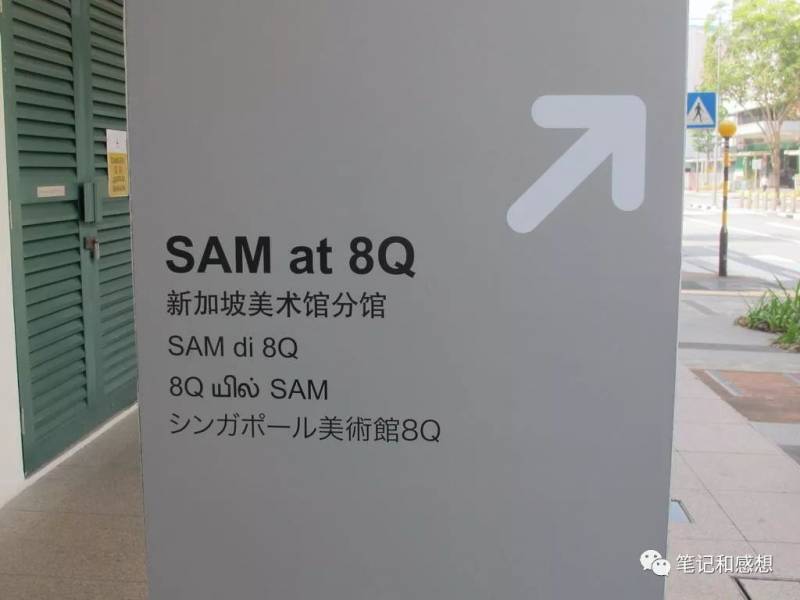 SAM at 8Q
新加坡美术馆分馆
SAM di 8Q
8Q யில் SAM
シンガポール美術館8Q
笔记和感想